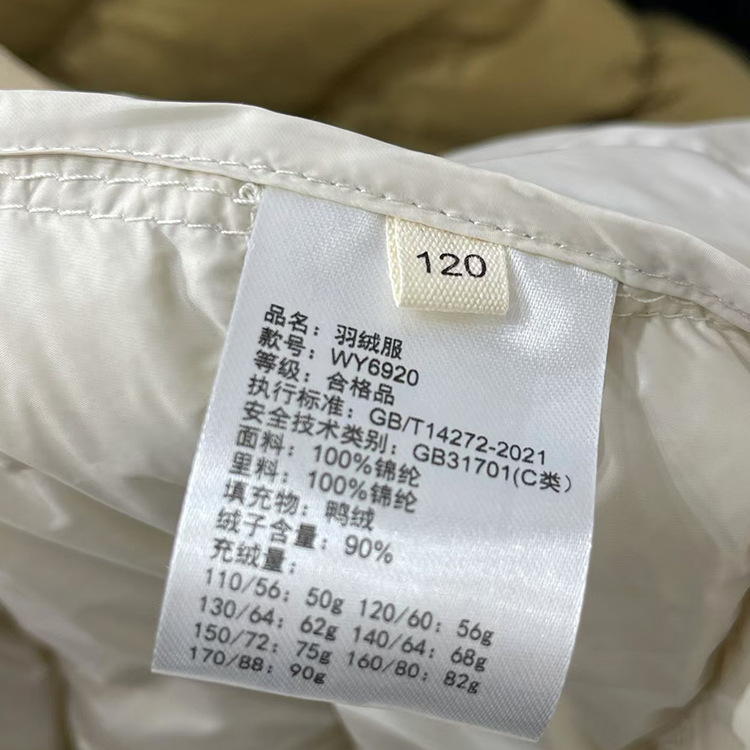 120
品名：羽绒服
款号：WY6920
等级：合格品
执行标准：GB/T14272-2021
安全技术类别：GB31701(C类）
面料：100%锦纶
里料：100%锦纶
填充物：鸭绒
绒子含量：90%
充绒量：
110/56：50g 120/60：56g
130/64：62g 140/64：68g
150/72：75g 160/80：82g
170/88：90g